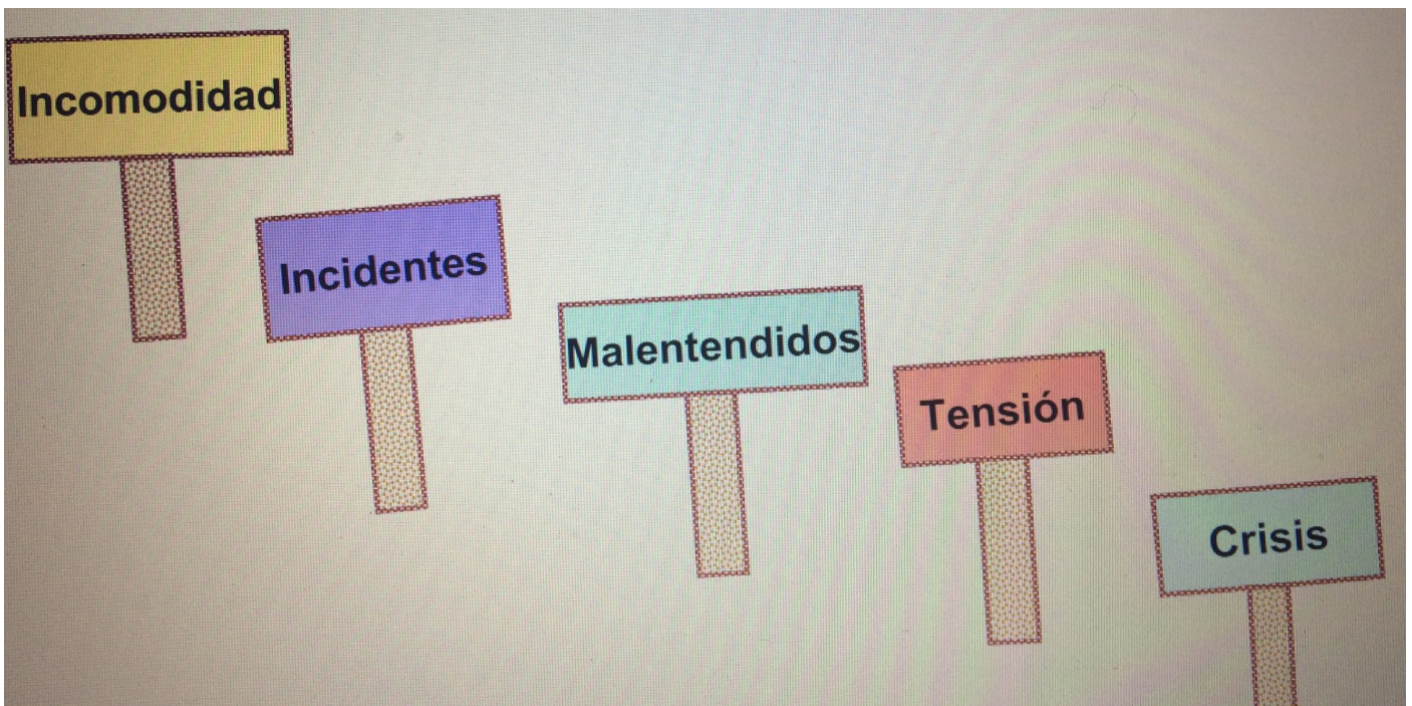 Incomodidad
Incidentes
Malentendidos
Tensión
Crisis